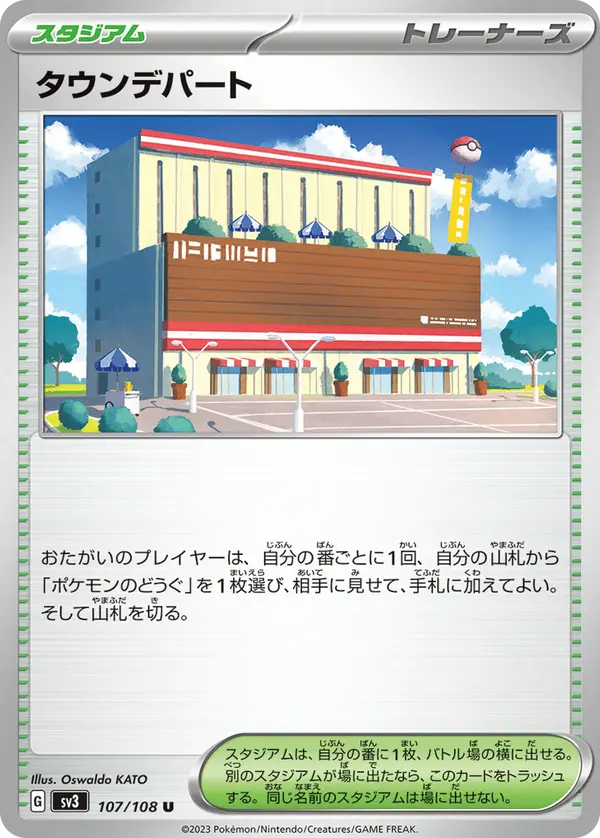 スタジアム
トレーナーズ
タウンデパート
おたがいのプレイヤーは、自分の番ごとに1回、自分の山札から
「ポケモンのどうぐ」を1枚選び、相手に見せて、手札に加えてよい。
そして山札を切る。
スタジアムは、自分の番に1枚、バトル場の横に出せる。
別のスタジアムが場に出たなら、このカードをトラッシュ
する。同じ名前のスタジアムは場に出せない。
Illus. Oswaldo KATO
G sv3 107/108 U
©2023 Pokémon/Nintendo/Creatures/GAME FREAK.